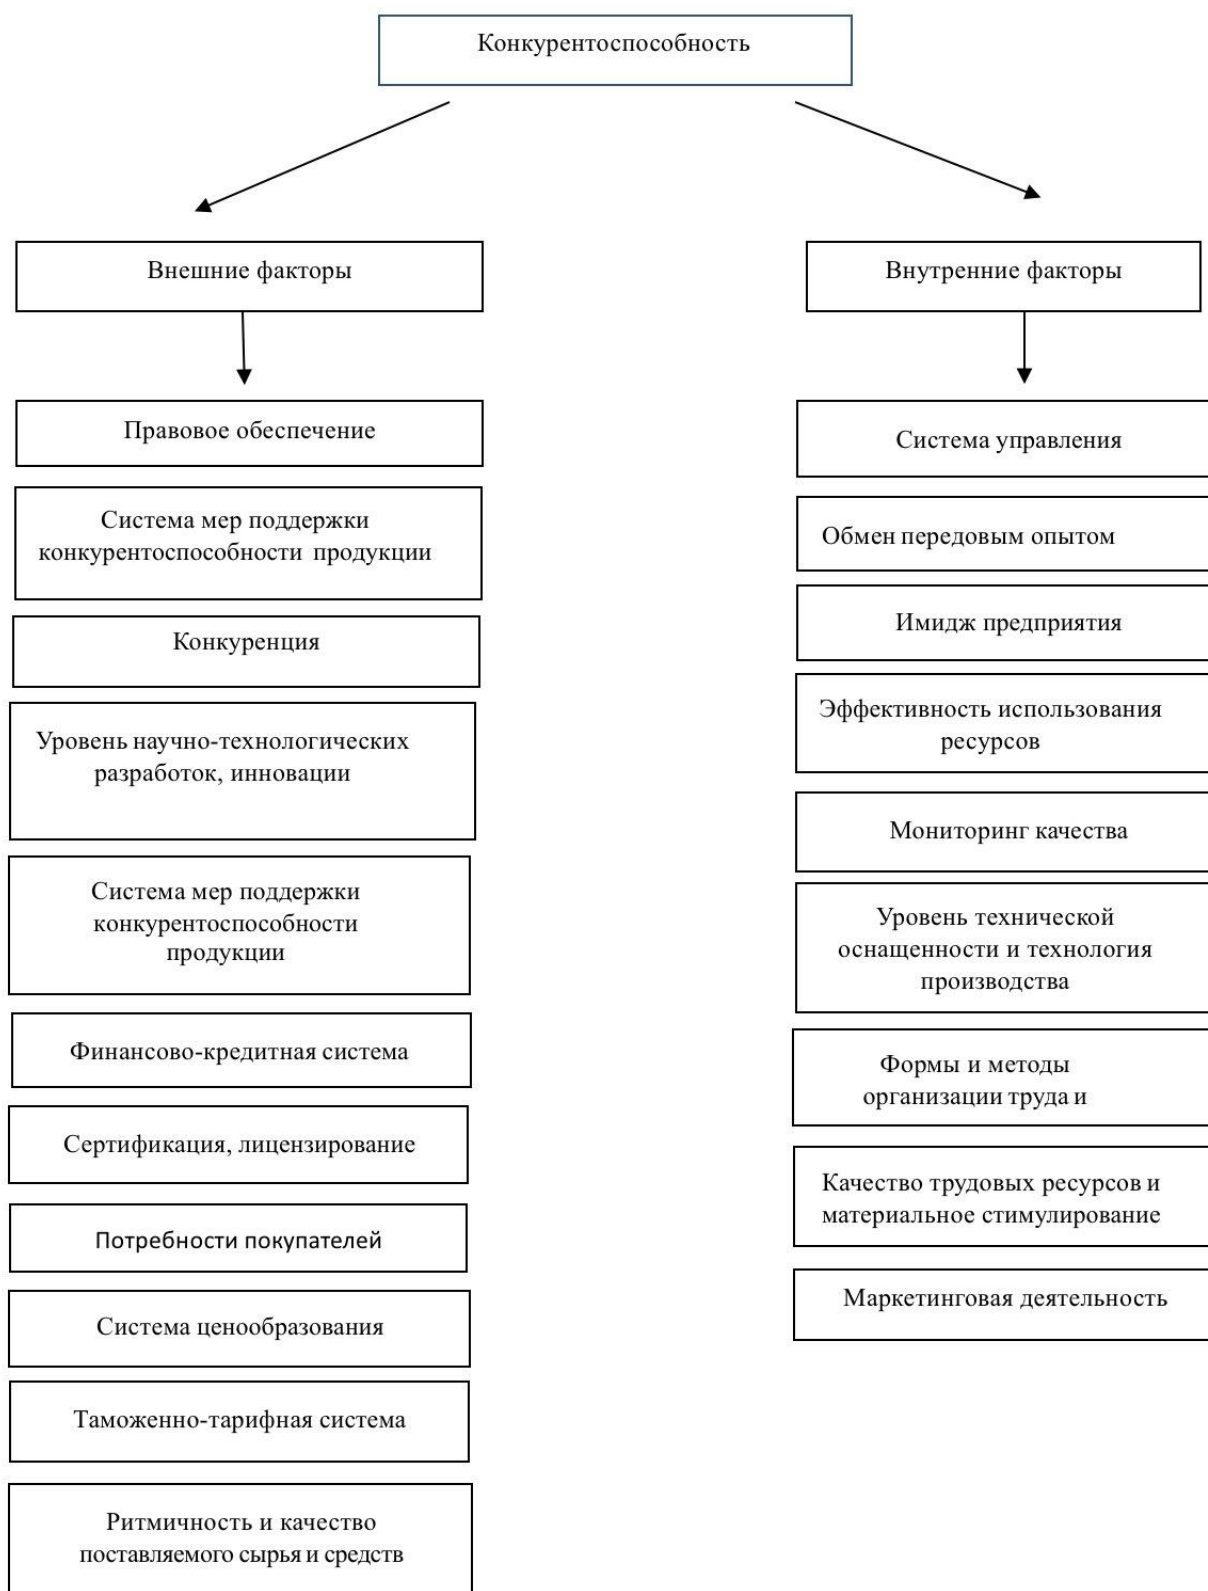 Конкурентоспособность
Внешние факторы
Правовое обеспечение
Система мер поддержки
конкурентоспособности продукции
Конкуренция
Уровень научно-технологических
разработок, инновации
Система мер поддержки
конкурентоспособности
продукции
Финансово-кредитная система
Сертификация, лицензирование
Потребности покупателей
Система ценообразования
Таможенно-тарифная система
Ритмичность и качество
поставляемого сырья и средств
Внутренние факторы
Система управления
Обмен передовым опытом
Имидж предприятия
Эффективность использования
ресурсов
Мониторинг качества
Уровень технической
оснащенности и технология
производства
Формы и методы
организации труда и
Качество трудовых ресурсов и
материальное стимулирование
Маркетинговая деятельность